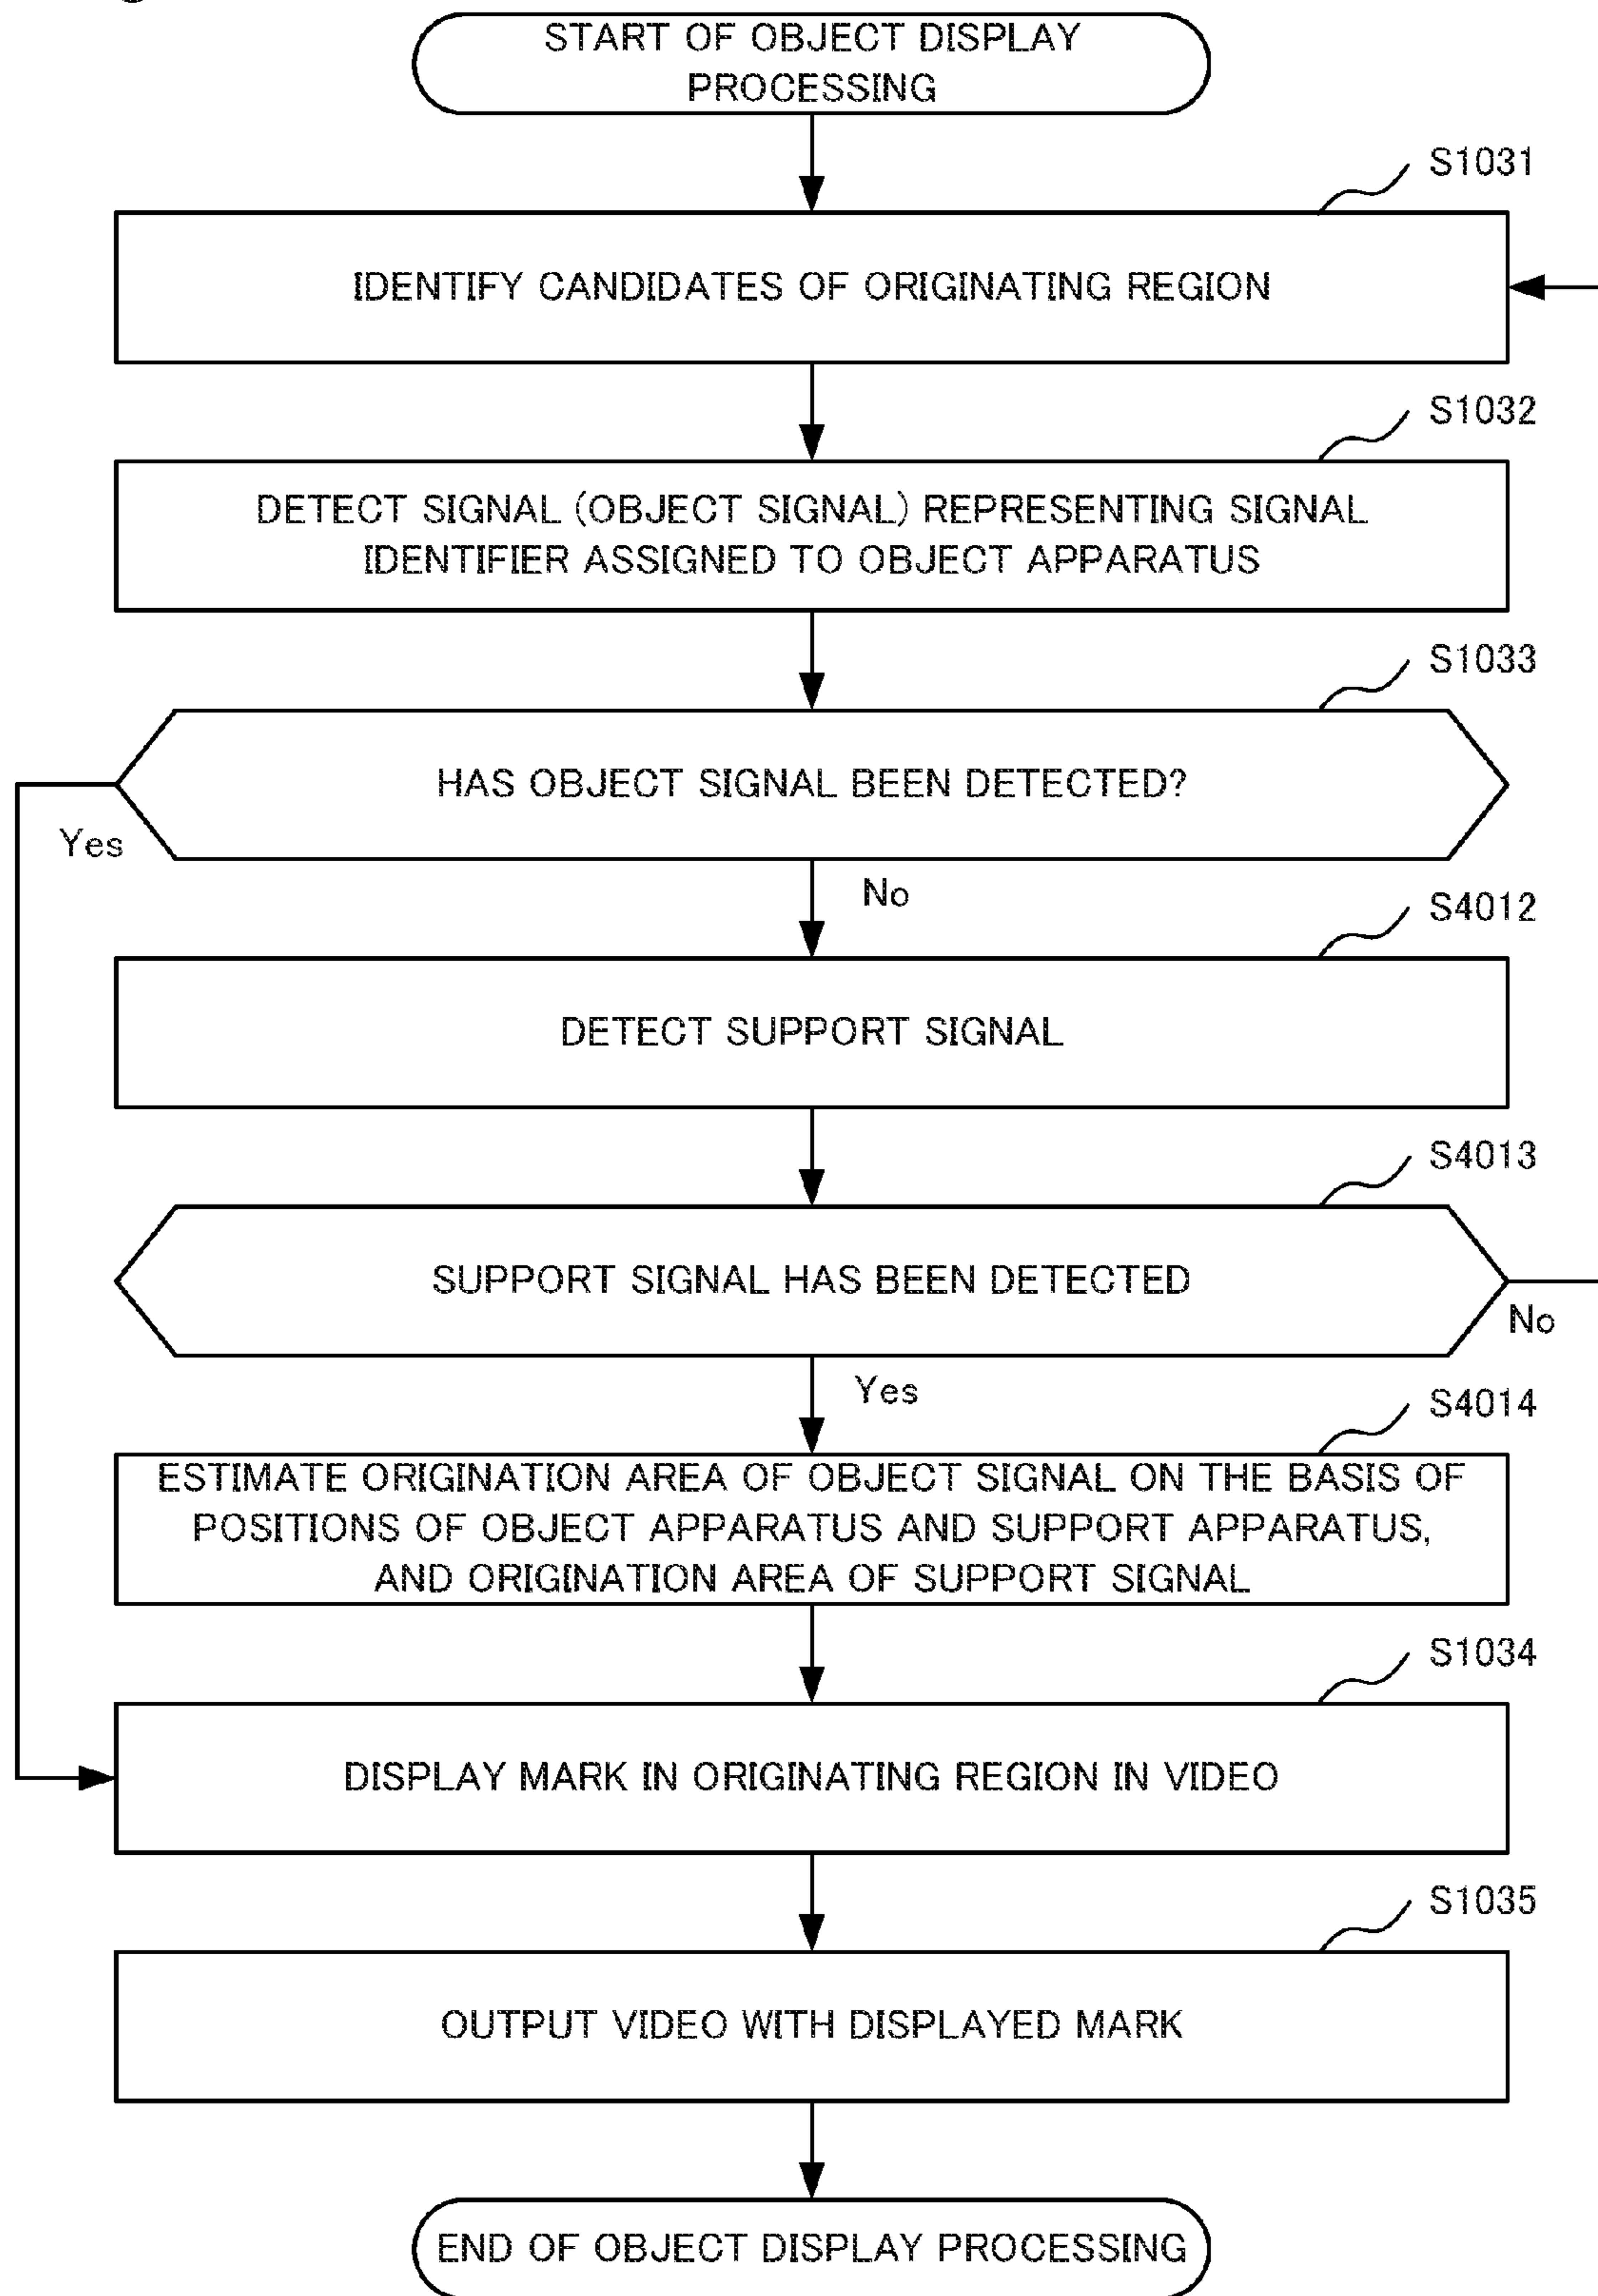 START OF OBJECT DISPLAY
PROCESSING
S1031
IDENTIFY CANDIDATES OF ORIGINATING REGION
S1032
DETECT SIGNAL (OBJECT SIGNAL) REPRESENTING SIGNAL
IDENTIFIER ASSIGNED TO OBJECT APPARATUS
S1033
HAS OBJECT SIGNAL BEEN DETECTED?
Yes
No
S4012
DETECT SUPPORT SIGNAL
S4013
SUPPORT SIGNAL HAS BEEN DETECTED
No
Yes
S4014
ESTIMATE ORIGINATION AREA OF OBJECT SIGNAL ON THE BASIS OF
POSITIONS OF OBJECT APPARATUS AND SUPPORT APPARATUS,
AND ORIGINATION AREA OF SUPPORT SIGNAL
S1034
DISPLAY MARK IN ORIGINATING REGION IN VIDEO
S1035
OUTPUT VIDEO WITH DISPLAYED MARK
END OF OBJECT DISPLAY PROCESSING